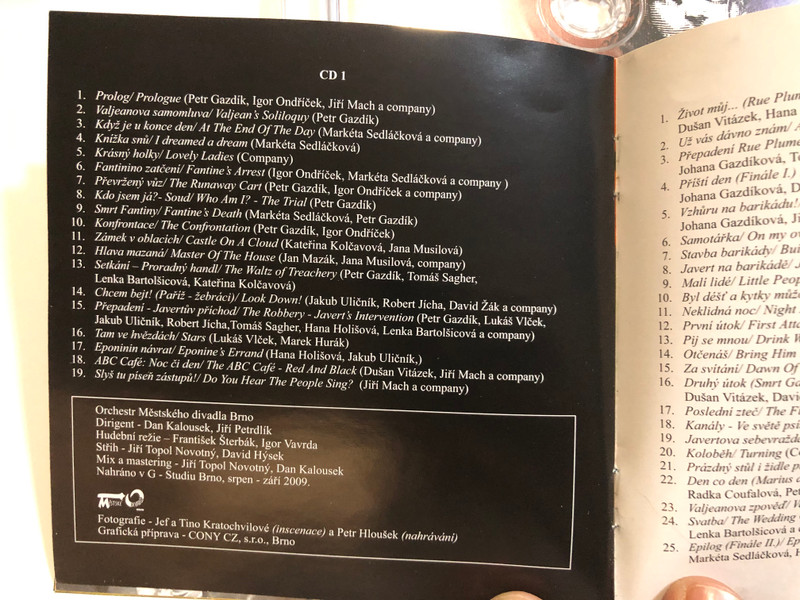 CD 1
1. Prolog/ Prologue (Petr Gazdík, Igor Ondříček, Jiří Mach a company)
2. Valjeanova samomluva/ Valjean's Soliloquy (Petr Gazdík)
3. Když je u konce den/ At The End Of The Day (Markéta Sedláčková a company)
4. Knížka snů/ I dreamed a dream (Markéta Sedláčková)
5. Krásný holky/ Lovely Ladies (Company)
6. Fantinino zatčení/ Fantine's Arrest (Igor Ondříček, Markéta Sedláčková a company )
7. Převržený vůz/ The Runaway Cart (Petr Gazdík, Igor Ondříček a company)
8. Kdo jsem já?- Soud/ Who Am I? - The Trial (Petr Gazdík)
9. Smrt Fantiny/ Fantine's Death (Markéta Sedláčková, Petr Gazdík)
10. Konfrontace/ The Confrontation (Petr Gazdík, Igor Ondříček)
11. Zámek v oblacích/ Castle On A Cloud (Kateřina Kolčavová, Jana Musilová)
12. Hlava mazaná/ Master Of The House (Jan Mazák, Jana Musilová, company)
13. Setkání – Proradný handl/ The Waltz of Treachery (Petr Gazdík, Tomáš Sagher,
Lenka Bartolšicová, Kateřina Kolčavová)
14. Chcem bejt! (Paříž - žebráci)/ Look Down! (Jakub Uličník, Robert Jícha, David Žák a company)
15. Přepadení - Javertův příchod/ The Robbery - Javert's Intervention (Petr Gazdík, Lukáš Vlček,
Jakub Uličník, Robert Jícha,Tomáš Sagher, Hana Holišová, Lenka Bartolšicová a company)
16. Tam ve hvězdách/ Stars (Lukáš Vlček, Marek Hurák)
17. Eponinin návrat/ Eponine's Errand (Hana Holišová, Jakub Uličník,)
18. ABC Café: Noc či den/ The ABC Café - Red And Black (Dušan Vitázek, Jiří Mach a company)
19. Slyš tu píseň zástupů!/ Do You Hear The People Sing? (Jiří Mach a company)
Orchestr Městského divadla Brno
Dirigent - Dan Kalousek, Jiří Petrdlík
Hudební režie – František Šterbák, Igor Vavrda
Střih - Jiří Topol Novotný, David Hýsek
Mix a mastering - Jiří Topol Novotný, Dan Kalousek
Nahráno v G - Studiu Brno, srpen - září 2009.
Fotografie - Jef a Tino Kratochvilové (inscenace) a Petr Hloušek (nahrávání)
Grafická příprava - CONY CZ, s.r.o., Brno
1. Život můj... (Rue Plum
Dušan Vitázek, Hana
2. Už vás dávno znám/ A
3. Přepadení Rue Plume
Johana Gazdíková, To
4. Příští den (Finále I.)
Johana Gazdíková, D
5. Vzhůru na barikádu!
Johana Gazdíková, Ji
6. Samotářka/ On my ow
7. Stavba barikády/ Bui
8. Javert na barikádě/ J
9. Malí lidé/ Little Peop
10. Byl déšť a kytky může
11. Neklidná noc/ Night
12. První útok/ First Atta
13. Pij se mnou/ Drink W
14. Otčenáš/ Bring Him
15. Za svítání/ Dawn Of
16. Druhý útok (Smrt Ga
Dušan Vitázek, David
17. Poslední zteč/ The Fi
18. Kanály - Ve světě psí
19. Javertova sebevražda
20. Koloběh/ Turning (Co
21. Prázdný stůl i židle p
22. Den co den (Marius a
Radka Coufalová, Pet
23. Valjeanova zpověď/ V
24. Svatba/ The Wedding
Lenka Bartolšicová a c
25. Epilog (Finále II.)/ Ep
Markéta Sedláčková, H